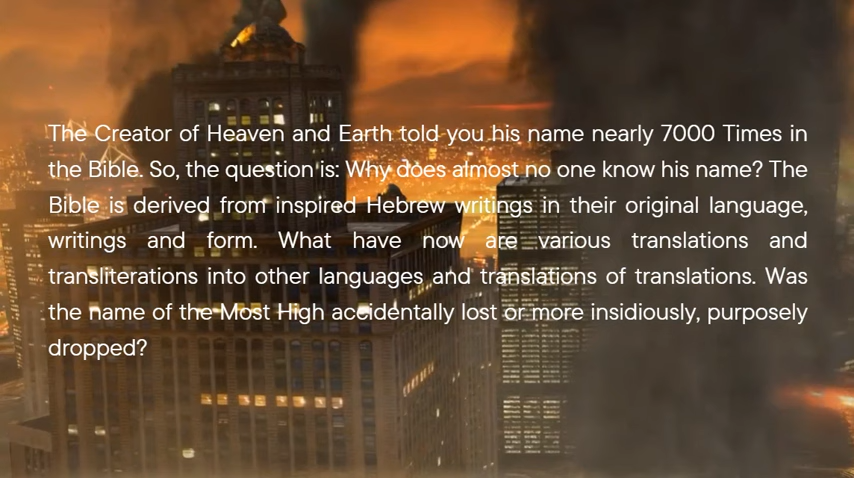 The Creator of Heaven and Earth told you his name nearly 7000 Times in
the Bible. So, the question is: Why does almost no one know his name? The
Bible is derived from inspired Hebrew writings in their original language,
writings and form. What have now are various translations and
transliterations into other languages and translations of translations. Was
the name of the Most High accidentally lost or more insidiously, purposely
dropped?